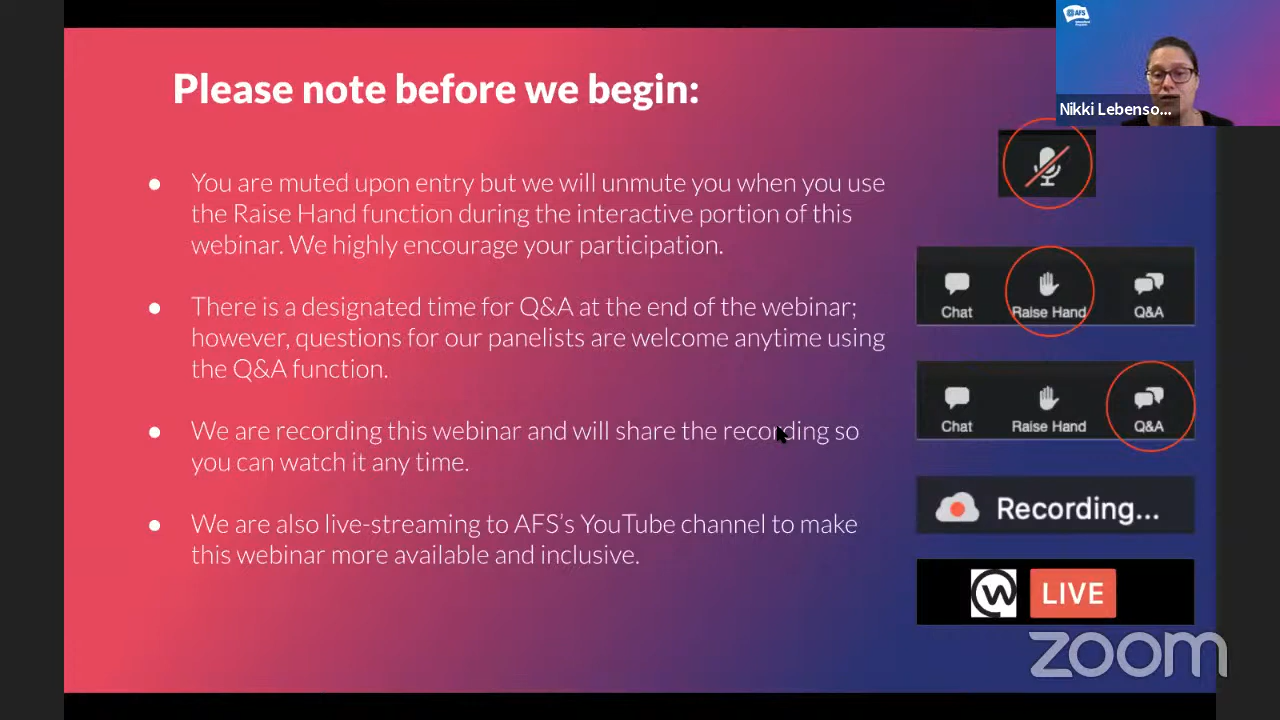 Please note before we begin:
AFS
Nikki Lebenso...
● You are muted upon entry but we will unmute you when you use
the Raise Hand function during the interactive portion of this
webinar. We highly encourage your participation.
● There is a designated time for Q&A at the end of the webinar;
however, questions for our panelists are welcome anytime using
the Q&A function.
● We are recording this webinar and will share the recording so
you can watch it any time.
● We are also live-streaming to AFS's YouTube channel to make
this webinar more available and inclusive.
Chat Raise Hand Q&A
Chat Raise Hand Q&A
Recording...
W LIVE
zoom